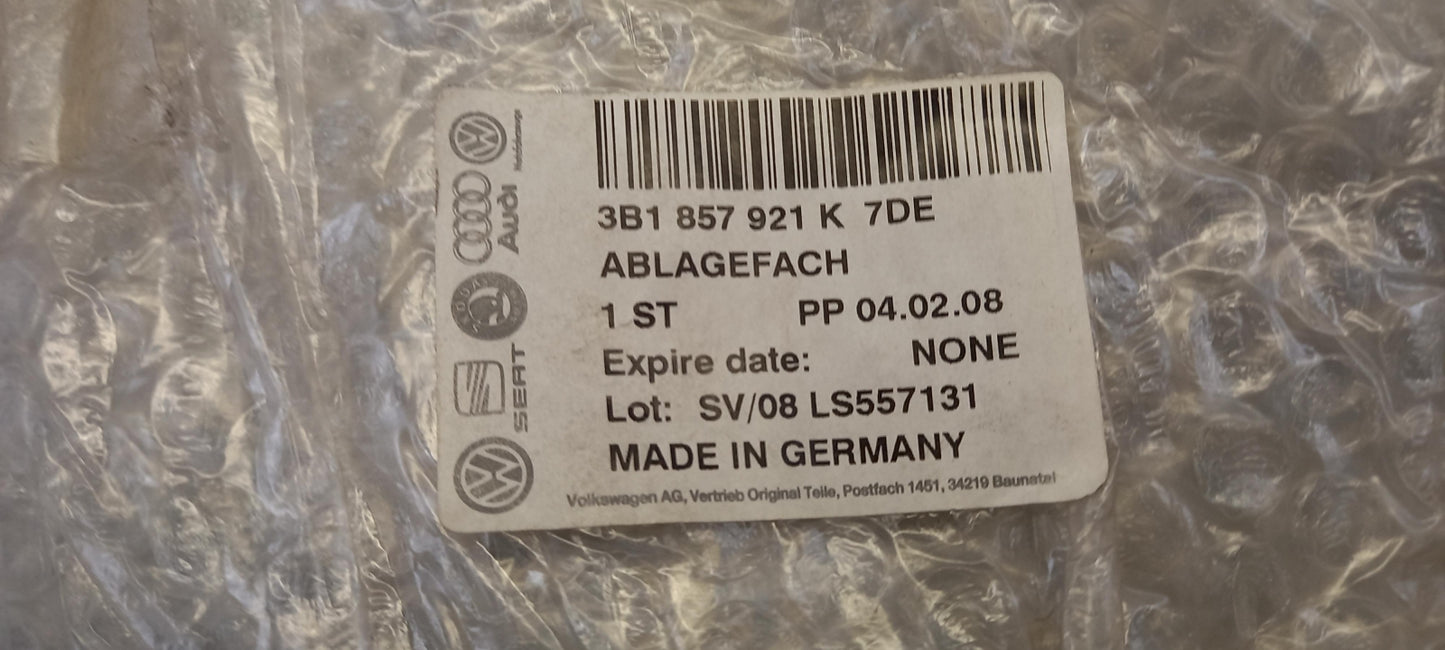 3B1 857 921 K 7DE
ABLAGEFACH
1 ST PP 04.02.08
Expire date: NONE
Lot: SV/08 LS557131
MADE IN GERMANY
Volkswagen AG, Vertrieb Original Teile, Postfach 1451, 34219 Baunatal
Audi
SEAT